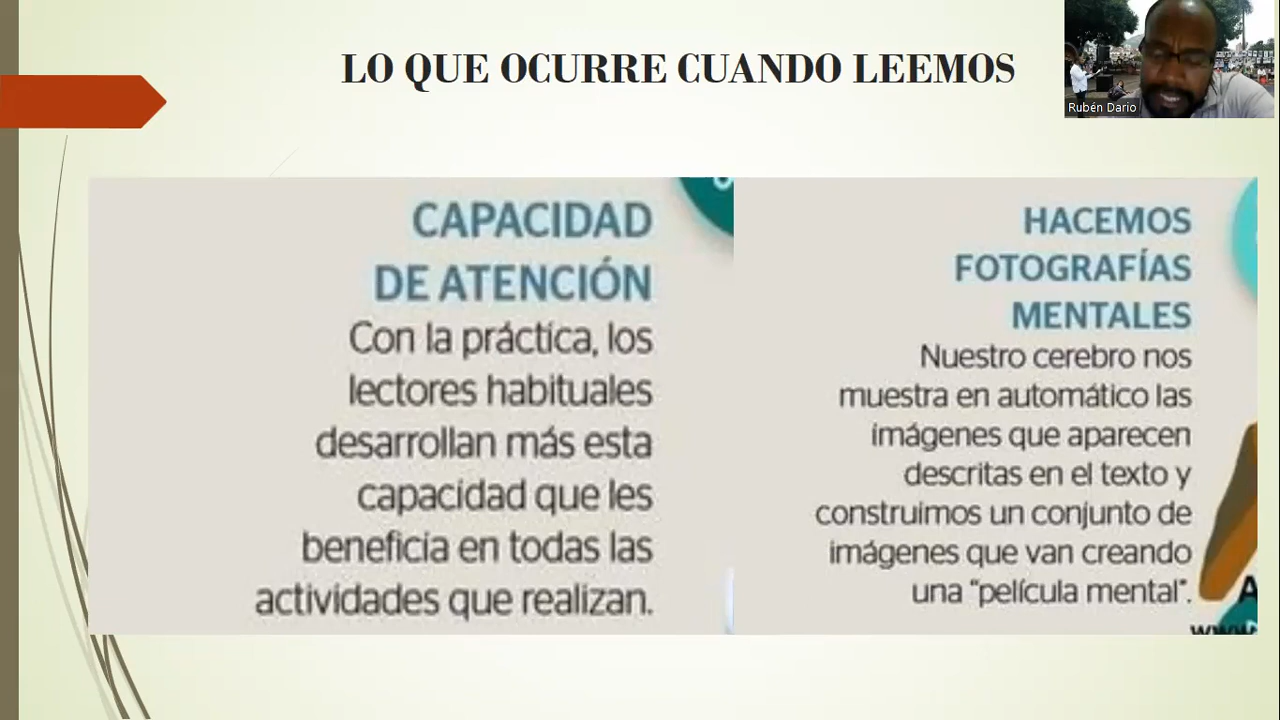 LO QUE OCURRE CUANDO LEEMOS
Rubén Dario
CAPACIDAD
DE ATENCIÓN
Con la práctica, los
lectores habituales
desarrollan más esta
capacidad que les
beneficia en todas las
actividades que realizan.
HACEMOS
FOTOGRAFÍAS
MENTALES
Nuestro cerebro nos
muestra en automático las
imágenes que aparecen
descritas en el texto y
construimos un conjunto de
imágenes que van creando
una "película mental".